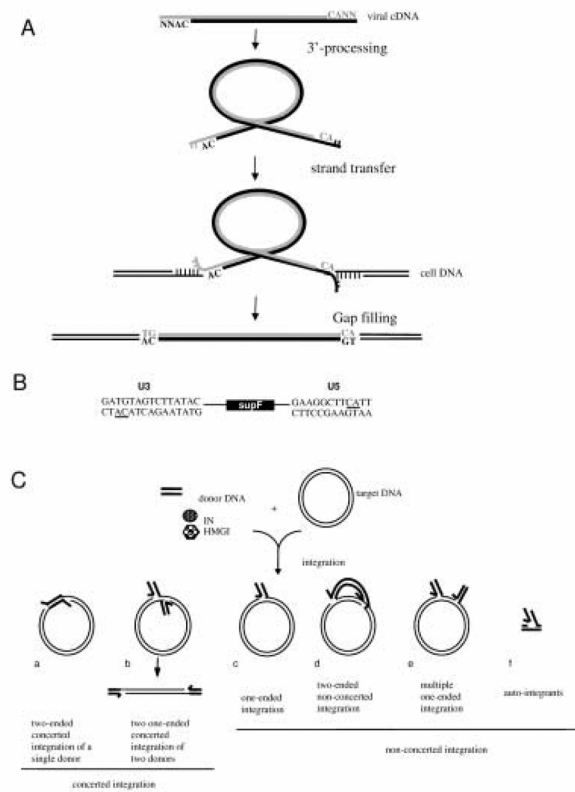 A
CANN viral cDNA
NNAC
3'-processing
AC CA
strand transfer
CA
AC cell DNA
Gap filling
TG CA
AC GT
B
U3 U5
GATGTAGTCTTATAC supF GAAGGCTTCATT
CTACATCAGAATATG CTTCCGAAGTAA
C
donor DNA + target DNA
IN
HMGI
integration
a b c d e f
one-ended
integration
two-ended
non-concerted
integration
multiple
one-ended
integration
auto-integrants
two-ended
concerted
integration of a
single donor
two one-ended
concerted
integration of
two donors
non-concerted integration
concerted integration